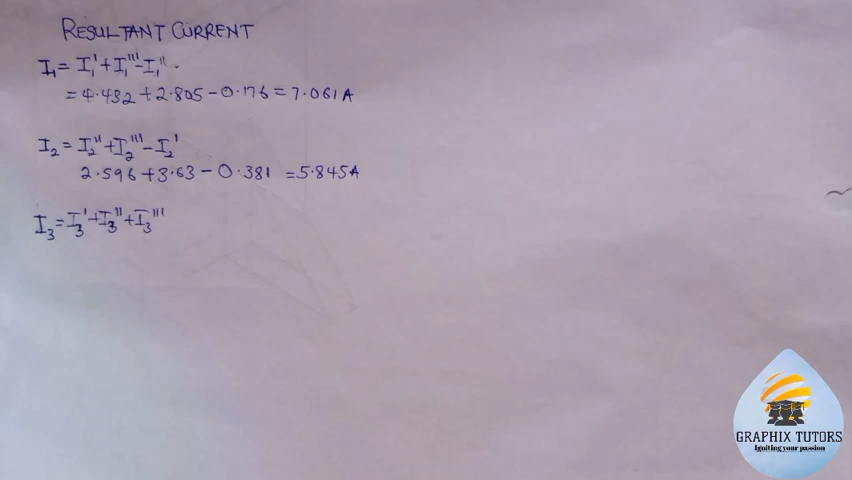 RESULTANT CURRENT
I₁ = I₁' + I₁''' - I₁''
= 4.432 + 2.805 - 0.176 = 7.061A
I₂ = I₂'' + I₂''' - I₂'
2.596 + 3.63 - 0.381 = 5.845A
I₃ = I₃' + I₃'' + I₃'''
GRAPHIX TUTORS
igniting your passion